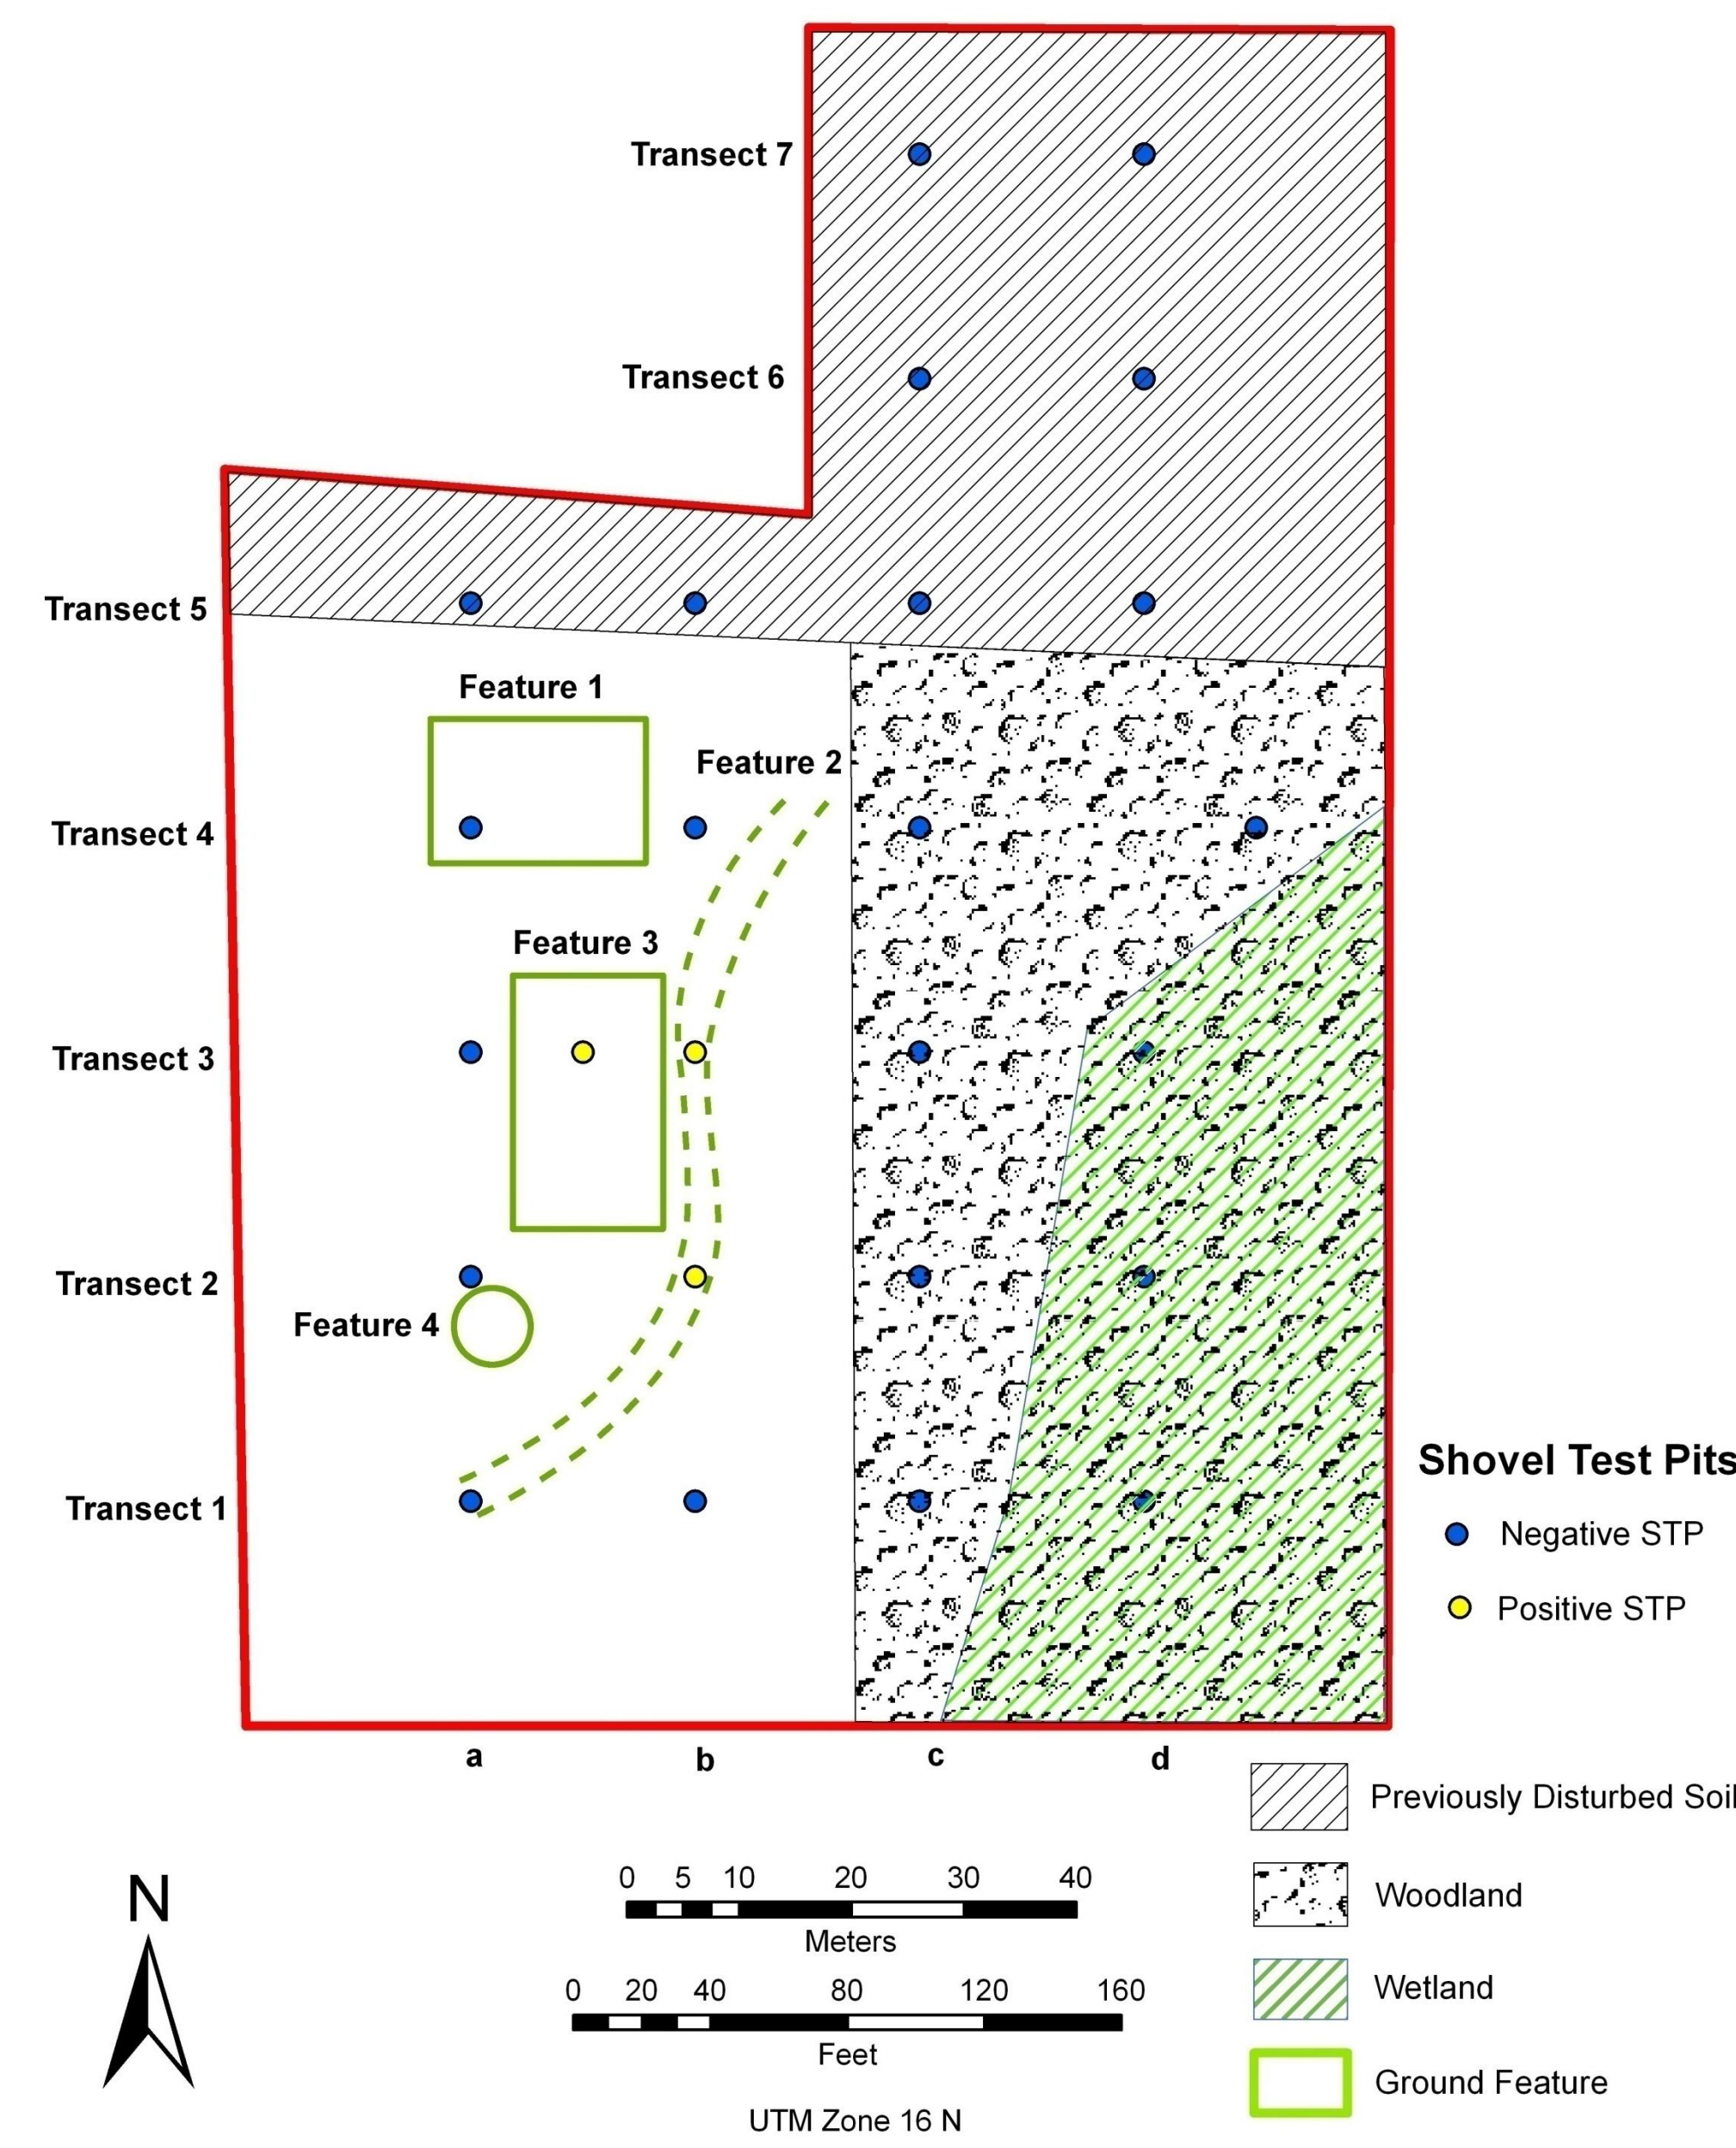 Transect 7
Transect 6
Transect 5
Feature 1
Feature 2
Transect 4
Feature 3
Transect 3
Transect 2
Feature 4
Transect 1
Shovel Test Pits
Negative STP
Positive STP
a b c d
Previously Disturbed Soil
Woodland
Wetland
Ground Feature
N
0 5 10 20 30 40
Meters
0 20 40 80 120 160
Feet
UTM Zone 16 N